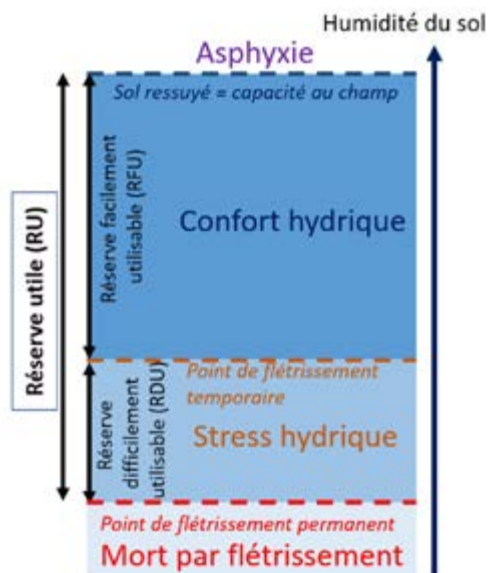 Humidité du sol
Asphyxie
Sol ressuyé = capacité au champ
Réserve utile (RU)
Réserve facilement
utilisable (RFU)
Confort hydrique
Point de flétrissement
temporaire
Réserve
difficilement
utilisable (RDU)
Stress hydrique
Point de flétrissement permanent
Mort par flétrissement